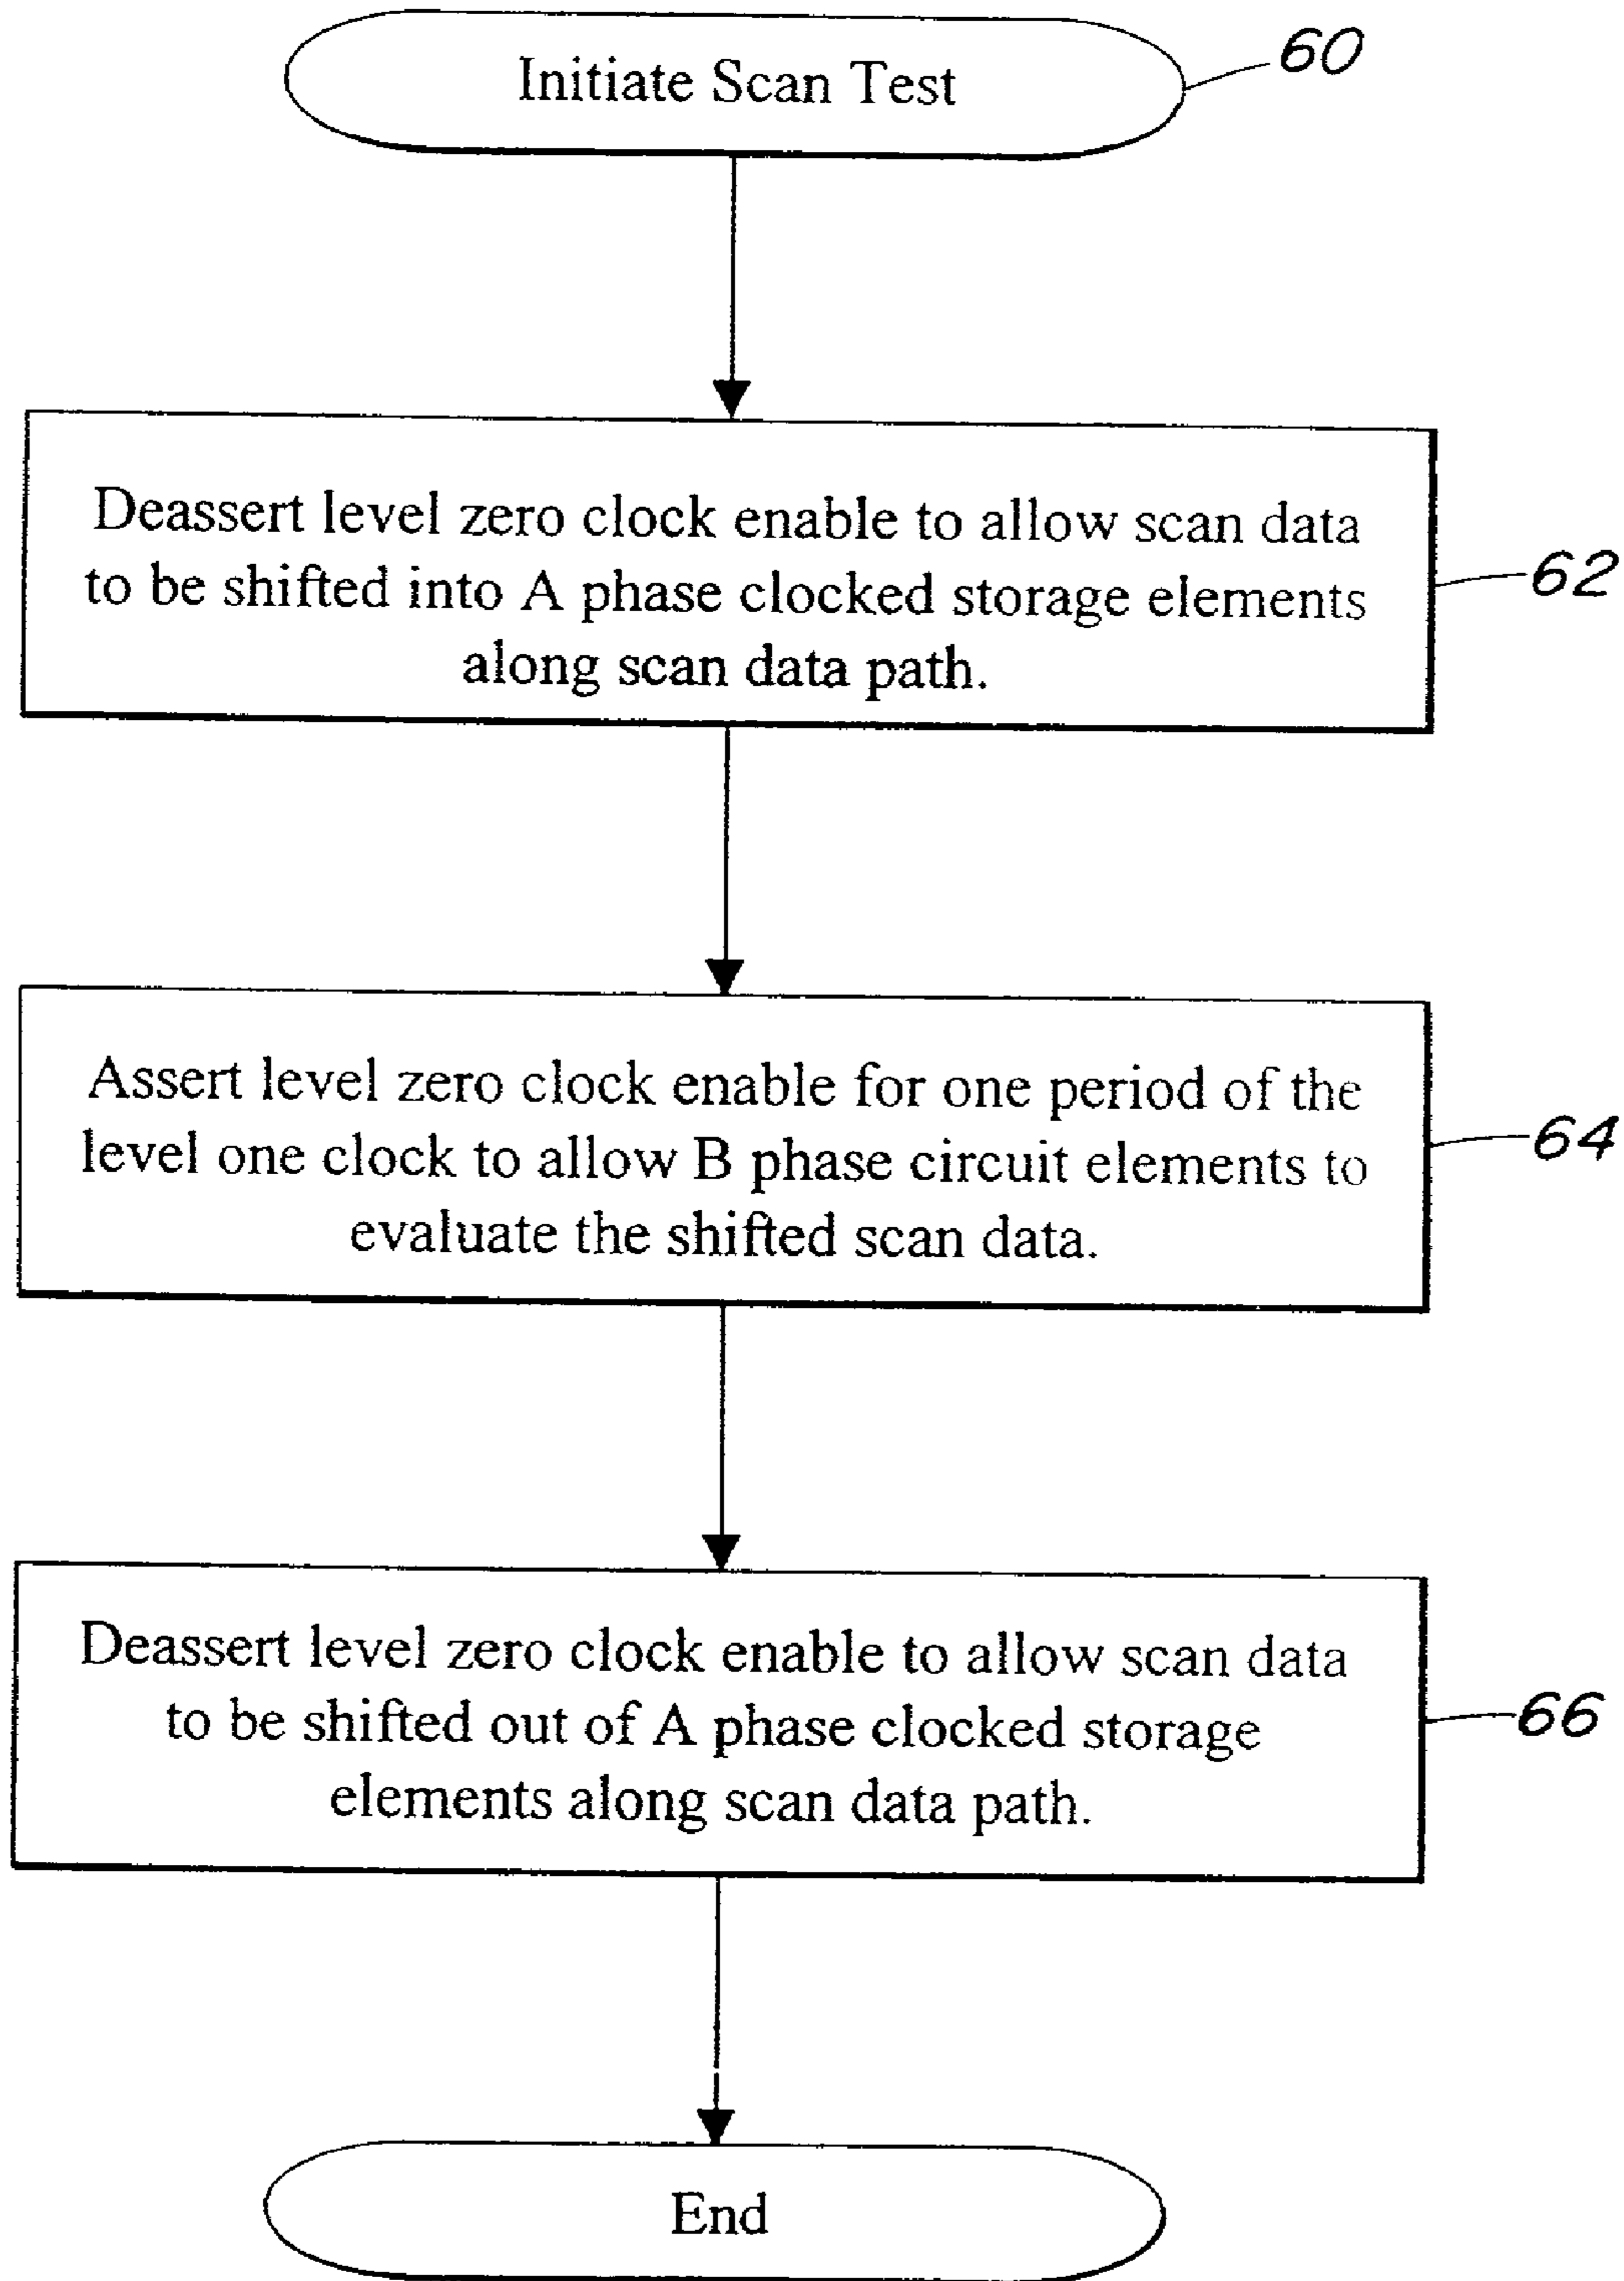 Initiate Scan Test
60
Deassert level zero clock enable to allow scan data
to be shifted into A phase clocked storage elements
along scan data path.
62
Assert level zero clock enable for one period of the
level one clock to allow B phase circuit elements to
evaluate the shifted scan data.
64
Deassert level zero clock enable to allow scan data
to be shifted out of A phase clocked storage
elements along scan data path.
66
End